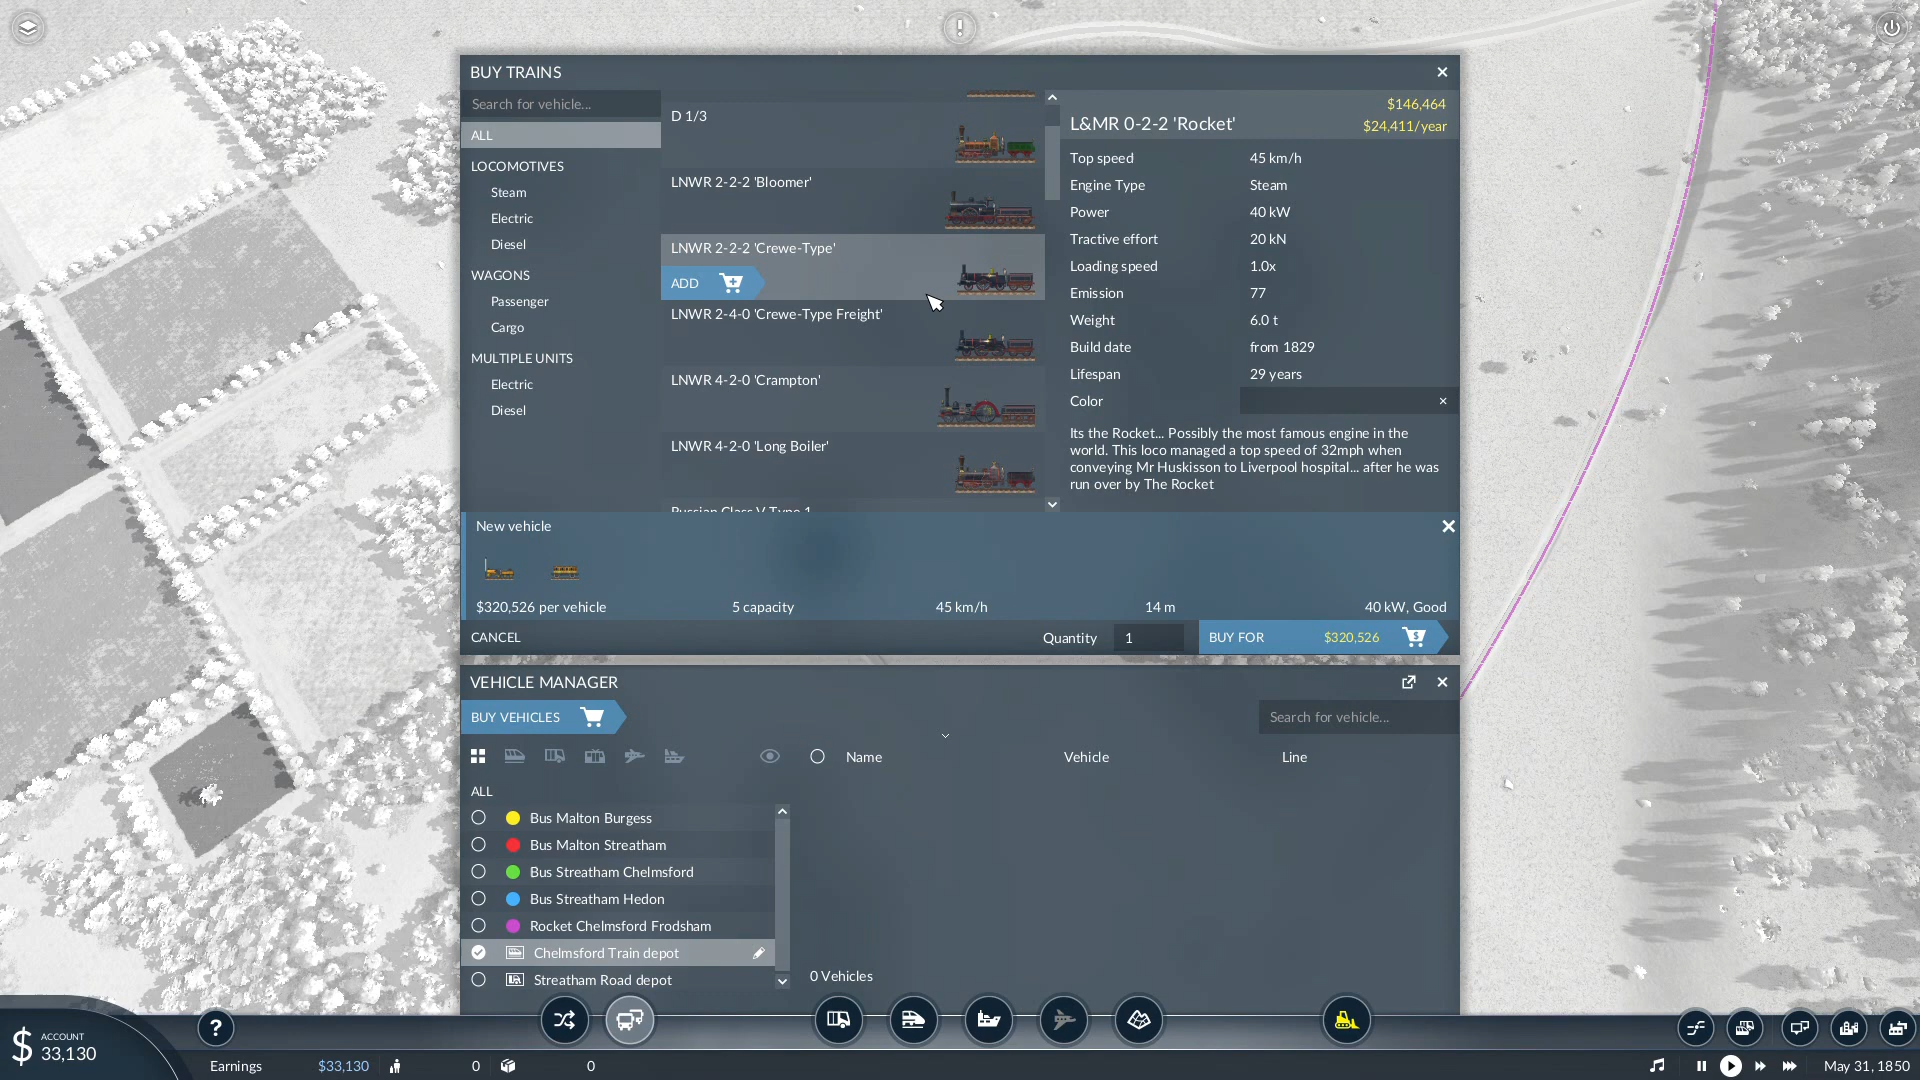 BUY TRAINS
Search for vehicle...
ALL
LOCOMOTIVES
Steam
Electric
Diesel
WAGONS
Passenger
Cargo
MULTIPLE UNITS
Electric
Diesel
D 1/3
LNWR 2-2-2 'Bloomer'
LNWR 2-2-2 'Crewe-Type'
ADD
LNWR 2-4-0 'Crewe-Type Freight'
LNWR 4-2-0 'Crampton'
LNWR 4-2-0 'Long Boiler'
Russian Class V Type 1
$146,464
L&MR 0-2-2 'Rocket'
$24,411/year
Top speed 45 km/h
Engine Type Steam
Power 40 kW
Tractive effort 20 kN
Loading speed 1.0x
Emission 77
Weight 6.0 t
Build date from 1829
Lifespan 29 years
Color
Its the Rocket... Possibly the most famous engine in the
world. This loco managed a top speed of 32mph when
conveying Mr Huskisson to Liverpool hospital... after he was
run over by The Rocket
New vehicle
$320,526 per vehicle 5 capacity 45 km/h 14 m 40 kW, Good
CANCEL Quantity 1 BUY FOR $320,526
VEHICLE MANAGER
BUY VEHICLES
Search for vehicle...
Name Vehicle Line
ALL
Bus Malton Burgess
Bus Malton Streatham
Bus Streatham Chelmsford
Bus Streatham Hedon
Rocket Chelmsford Frodsham
Chelmsford Train depot
Streatham Road depot
0 Vehicles
$ ACCOUNT
33,130
?
Earnings $33,130 0 0
May 31, 1850